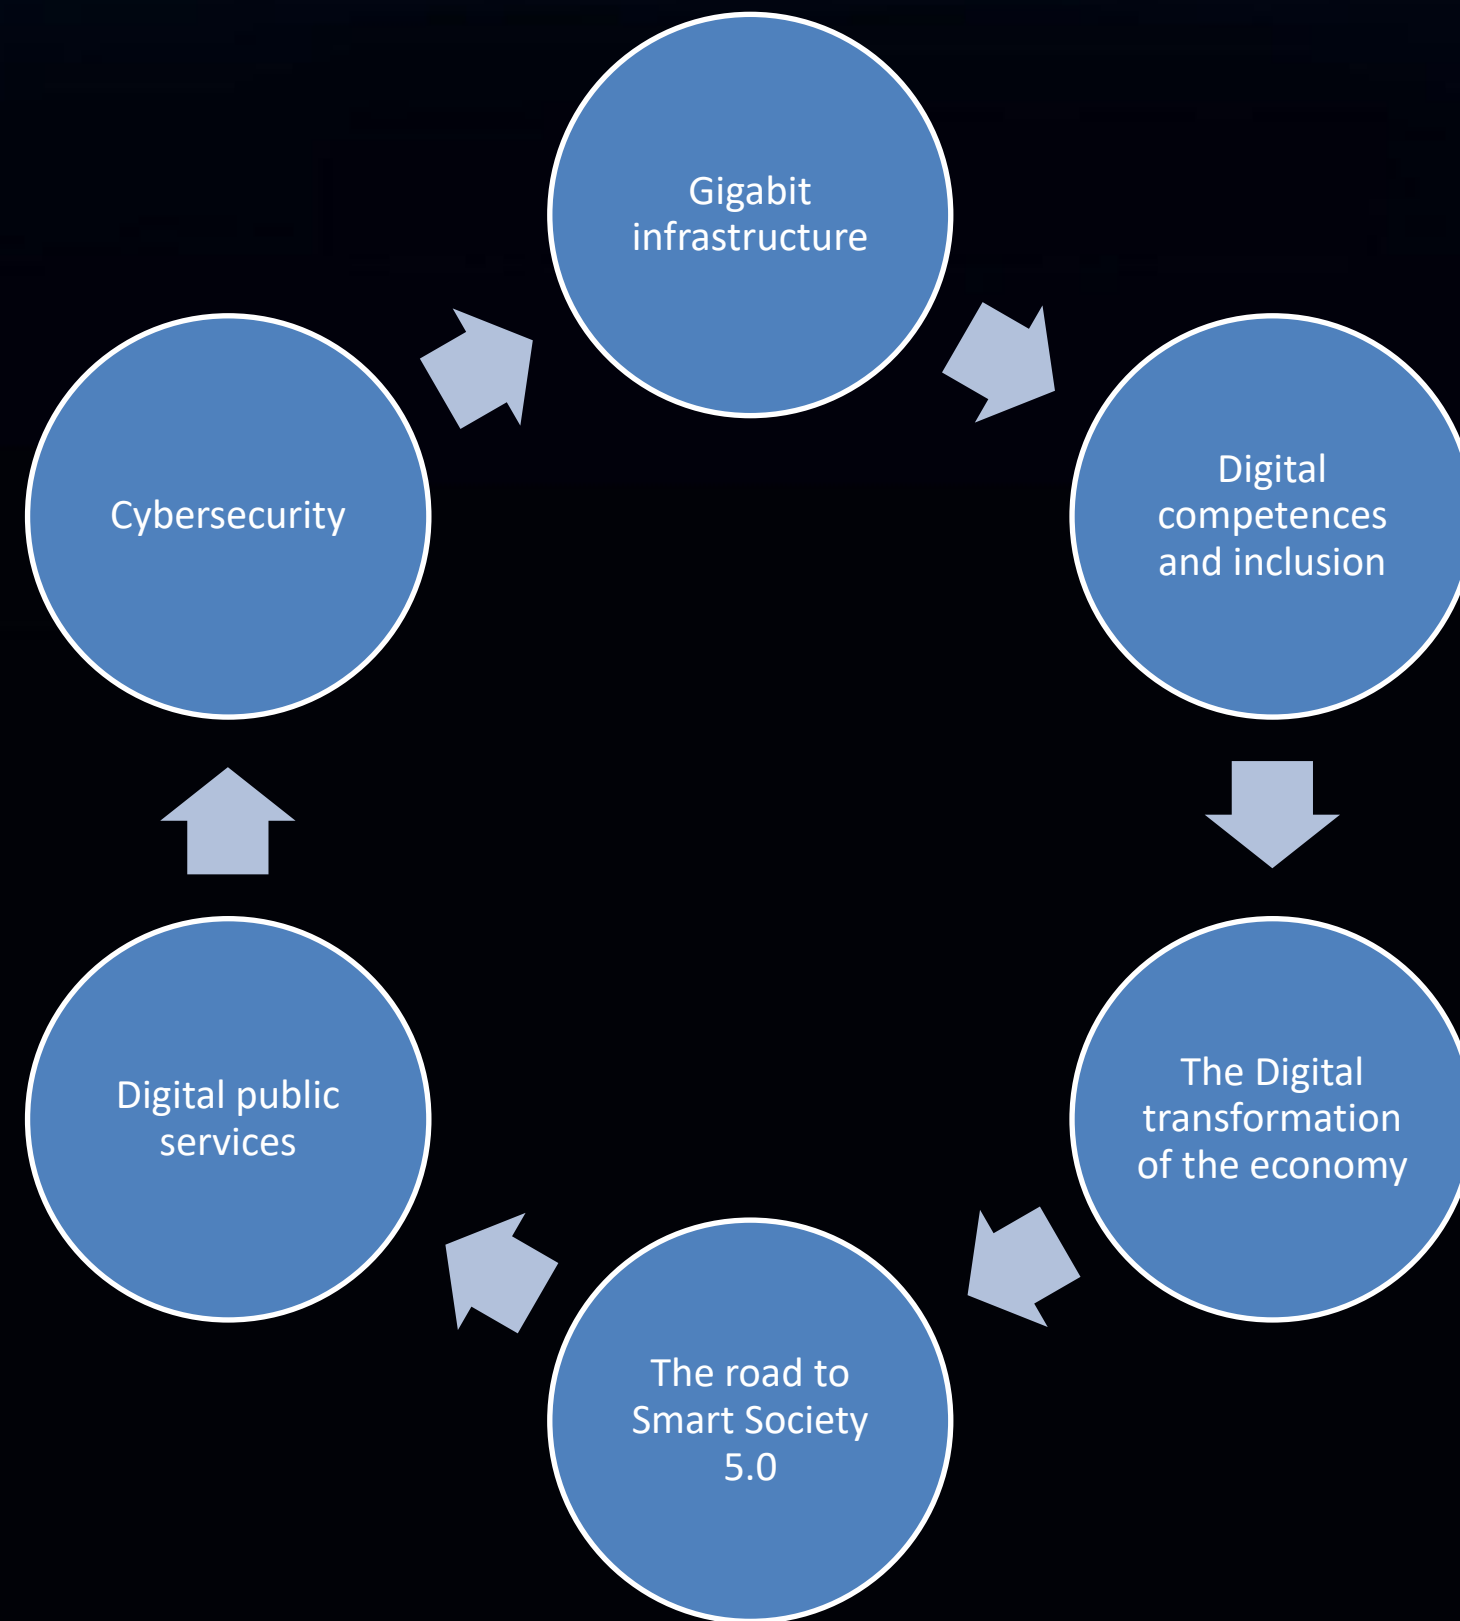 Gigabit
infrastructure
Digital
competences
and inclusion
The Digital
transformation
of the economy
The road to
Smart Society
5.0
Digital public
services
Cybersecurity